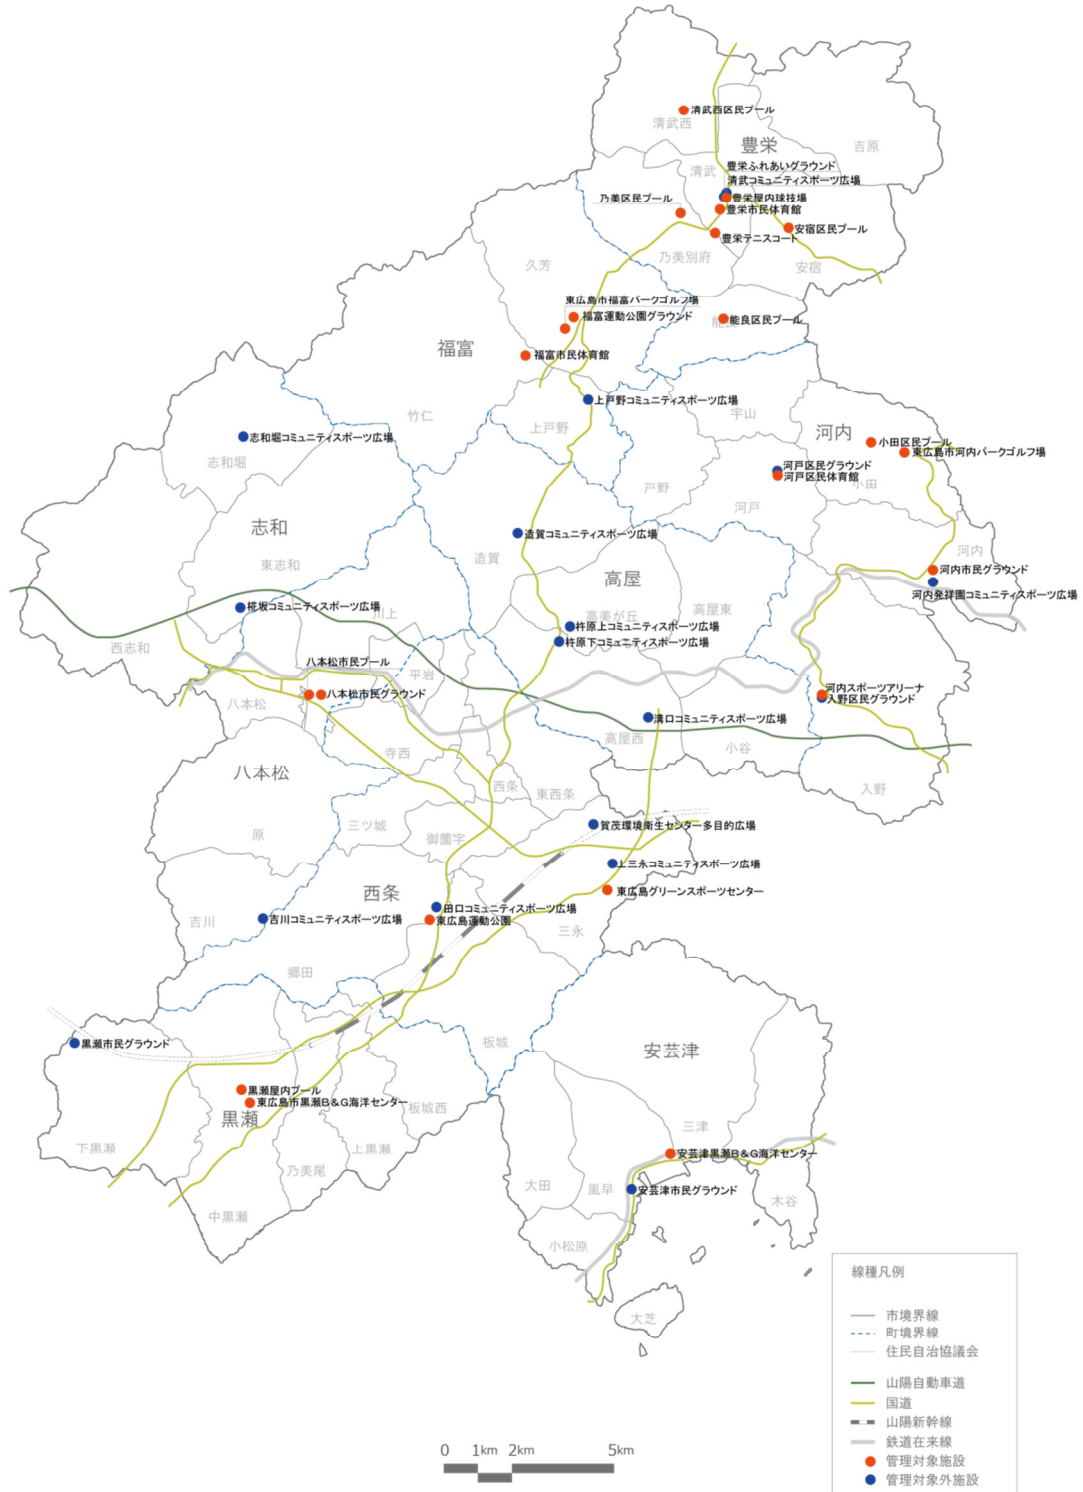 清武西区民プール
清武西
豊栄
吉原
豊栄ふれあいグラウンド
清武
清武コミュニティスポーツ広場
乃美区民プール
豊栄屋内球技場
豊栄市民体育館
安宿区民プール
豊栄テニスコート
乃美別府
久芳
安宿
東広島市福富パークゴルフ場
福富運動公園グラウンド
能良区民プール
福富
福富市民体育館
上戸野コミュニティスポーツ広場
竹仁
宇山
上戸野
河内
志和堀コミュニティスポーツ広場
小田区民プール
東広島市河内パークゴルフ場
志和堀
河戸区民グラウンド
河戸区民体育館
小田
戸野
河戸
志和
造賀コミュニティスポーツ広場
造賀
河内
東志和
高屋
河内市民グラウンド
河内発祥園コミュニティスポーツ広場
椛坂コミュニティスポーツ広場
川上
高美が丘
高屋東
杵原上コミュニティスポーツ広場
杵原下コミュニティスポーツ広場
西志和
八本松市民プール
平岩
八本松市民グラウンド
河内スポーツアリーナ
入野区民グラウンド
八本松
溝口コミュニティスポーツ広場
高屋西
小谷
寺西
八本松
西条
東西条
入野
原
三ツ城
御薗宇
賀茂環境衛生センター多目的広場
上三永コミュニティスポーツ広場
西条
東広島グリーンスポーツセンター
田口コミュニティスポーツ広場
吉川コミュニティスポーツ広場
東広島運動公園
吉川
三永
郷田
黒瀬市民グラウンド
板城
安芸津
黒瀬屋内プール
東広島市黒瀬B&G海洋センター
黒瀬
板城西
三津
下黒瀬
上黒瀬
安芸津黒瀬B&G海洋センター
乃美尾
大田
風早
安芸津市民グラウンド
木谷
中黒瀬
小松原
大芝
線種凡例
市境界線
町境界線
住民自治協議会
山陽自動車道
国道
山陽新幹線
鉄道在来線
管理対象施設
管理対象外施設
0 1km 2km 5km